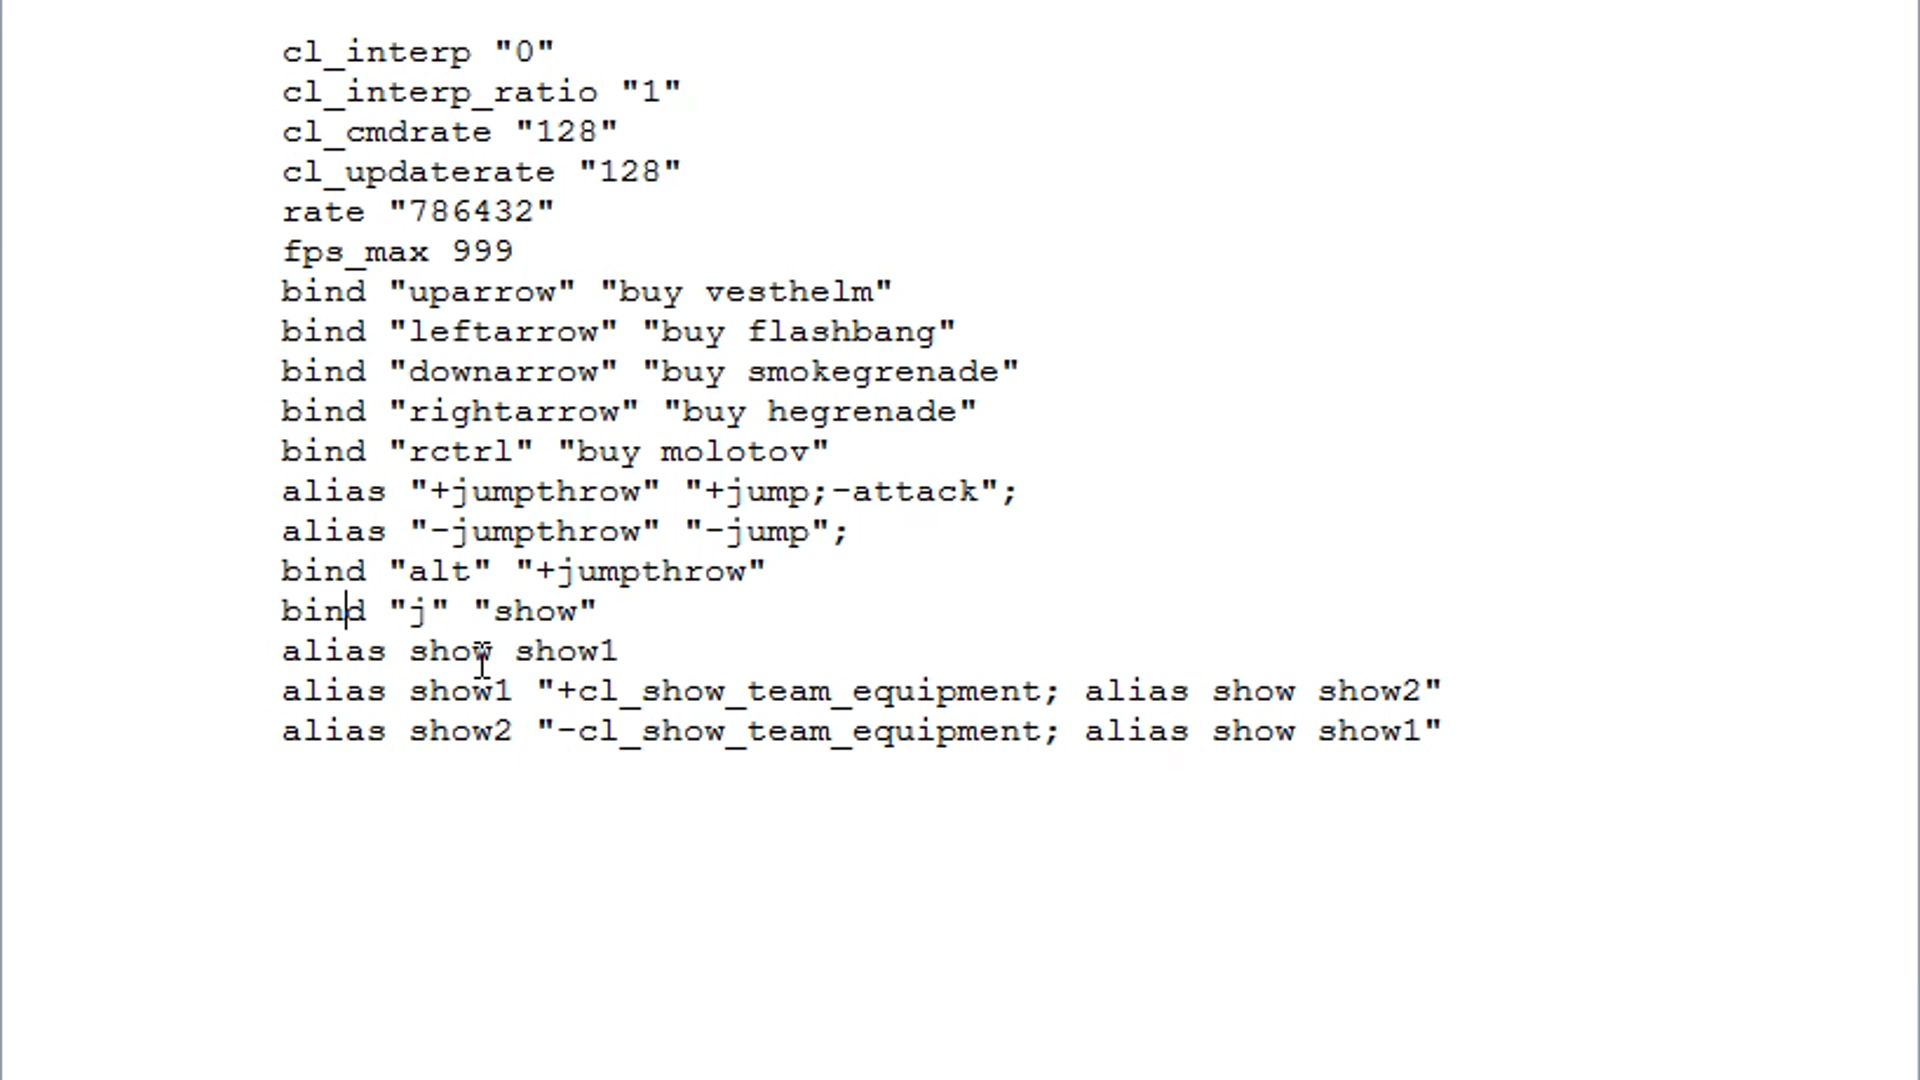 cl_interp "0"
cl_interp_ratio "1"
cl_cmdrate "128"
cl_updaterate "128"
rate "786432"
fps_max 999
bind "uparrow" "buy vesthelm"
bind "leftarrow" "buy flashbang"
bind "downarrow" "buy smokegrenade"
bind "rightarrow" "buy hegrenade"
bind "rctrl" "buy molotov"
alias "+jumpthrow" "+jump;-attack";
alias "-jumpthrow" "-jump";
bind "alt" "+jumpthrow"
bind "j" "show"
alias show show1
alias show1 "+cl_show_team_equipment; alias show show2"
alias show2 "-cl_show_team_equipment; alias show show1"